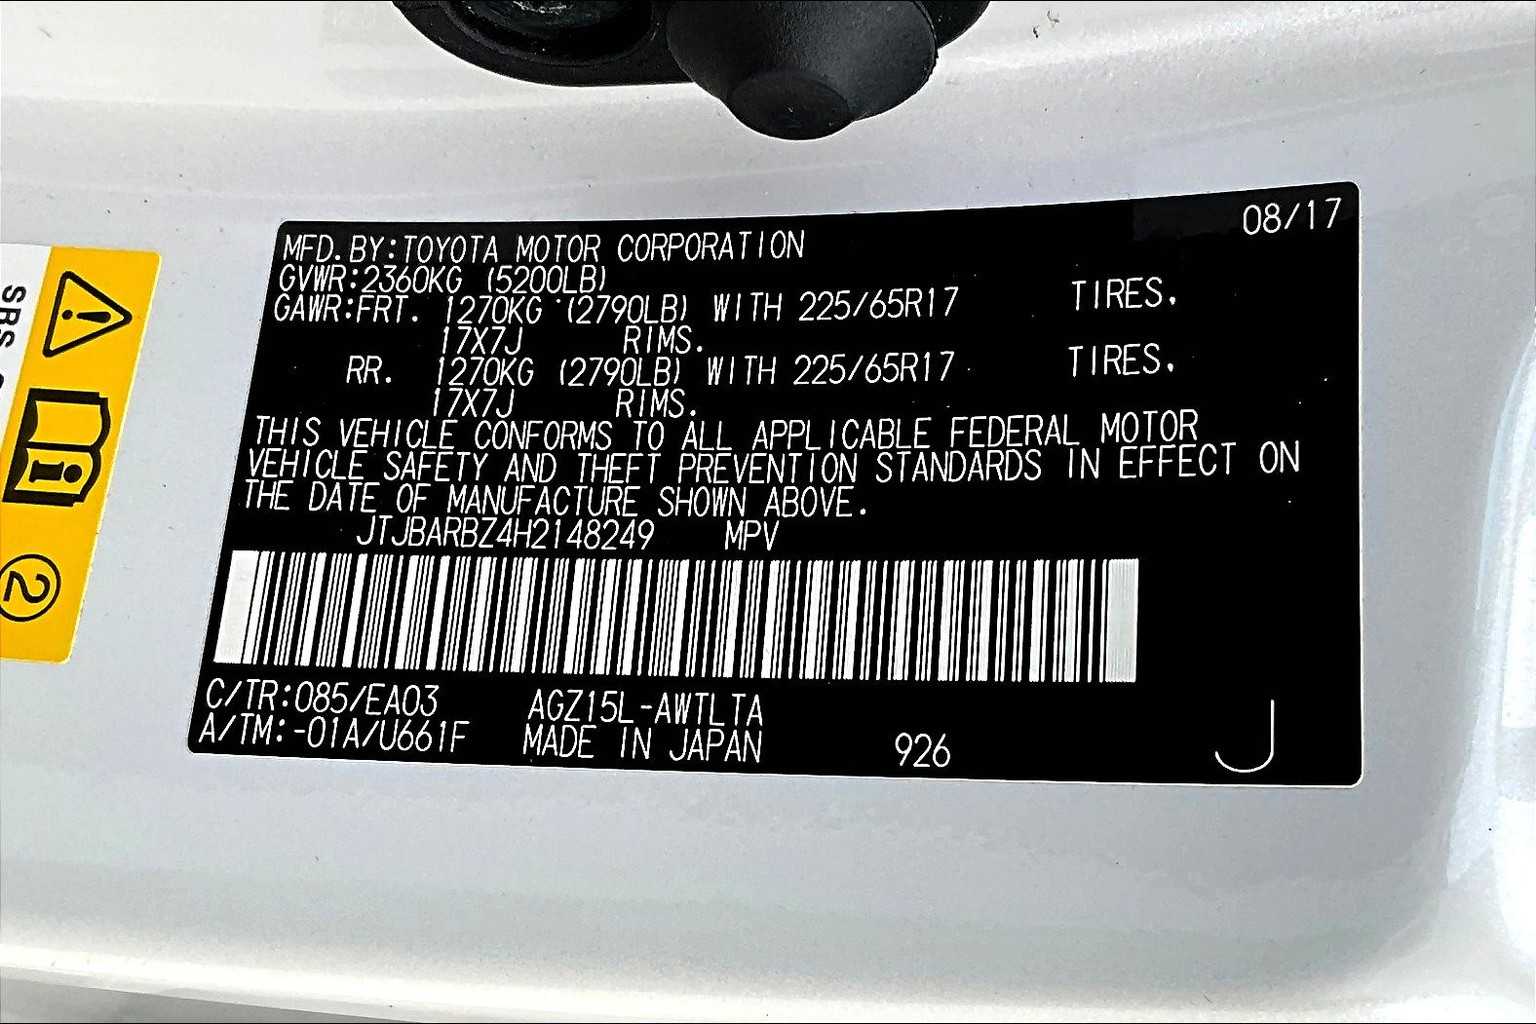 08/17
MFD.BY:TOYOTA MOTOR CORPORATION
GVWR:2360KG (5200LB)
GAWR:FRT. 1270KG (2790LB) WITH 225/65R17 TIRES.
17X7J RIMS.
RR. 1270KG (2790LB) WITH 225/65R17 TIRES.
17X7J RIMS.
THIS VEHICLE CONFORMS TO ALL APPLICABLE FEDERAL MOTOR
VEHICLE SAFETY AND THEFT PREVENTION STANDARDS IN EFFECT ON
THE DATE OF MANUFACTURE SHOWN ABOVE.
JTJBARBZ4H2148249 MPV
C/TR:085/EA03 AGZ15L-AWTLTA
A/TM:-01A/U661F MADE IN JAPAN 926 J
SRS
2